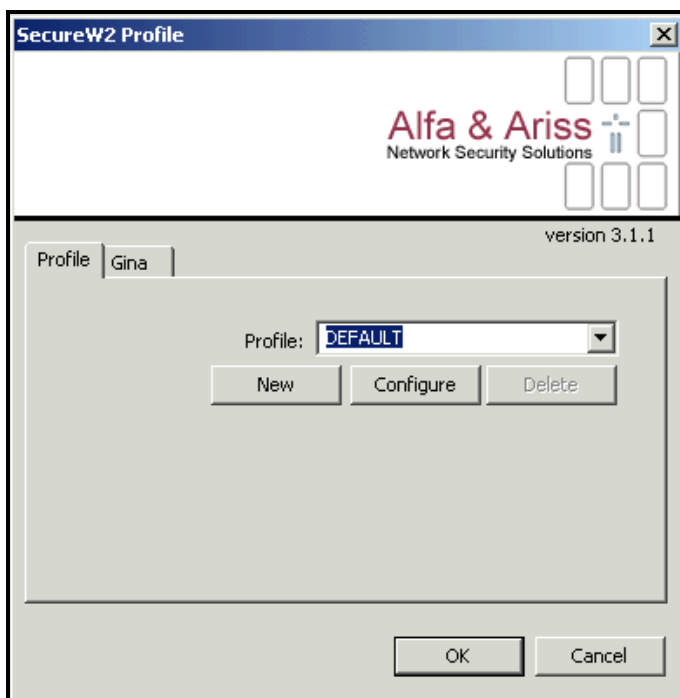 SecureW2 Profile
Alfa & Ariss
Network Security Solutions
version 3.1.1
Profile Gina
Profile: DEFAULT
New Configure Delete
OK Cancel